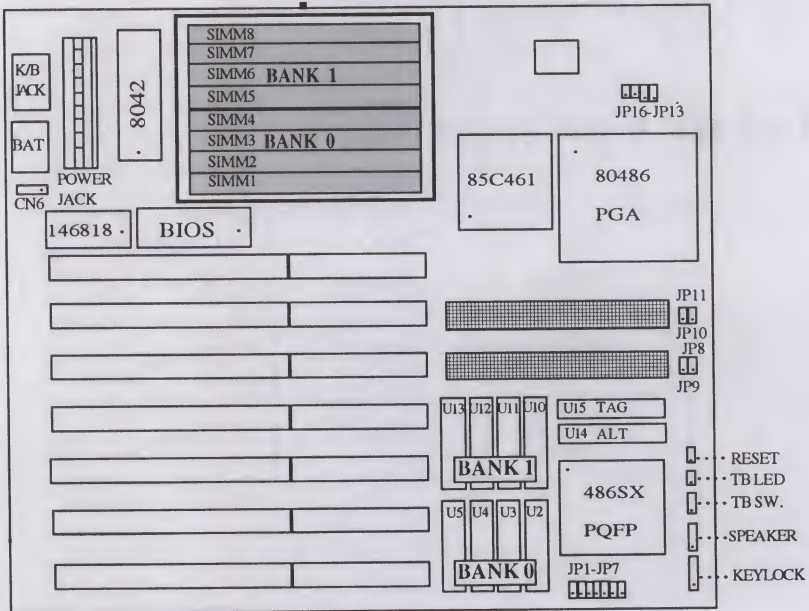 SIMM8
SIMM7
SIMM6 BANK 1
SIMM5
SIMM4
SIMM3 BANK 0
SIMM2
SIMM1
K/B
JACK
8042
BAT
POWER
JACK
CN6
146818
BIOS
JP16-JP13
85C461
80486
PGA
JP11
JP10
JP8
JP9
U13 U12 U11 U10
BANK 1
U15 TAG
U14 ALT
U5 U4 U3 U2
BANK 0
486SX
PQFP
JP1-JP7
RESET
TB LED
TB SW.
SPEAKER
KEYLOCK